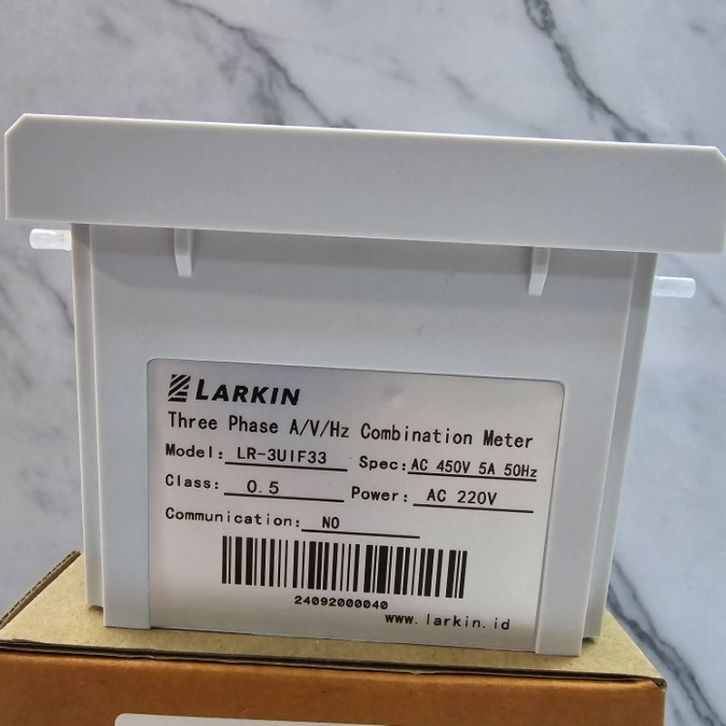 LARKIN
Three Phase A/V/Hz Combination Meter
Model: LR-3UIF33 Spec: AC 450V 5A 50Hz
Class: 0.5 Power: AC 220V
Communication: NO
24092000040
www.larkin.id